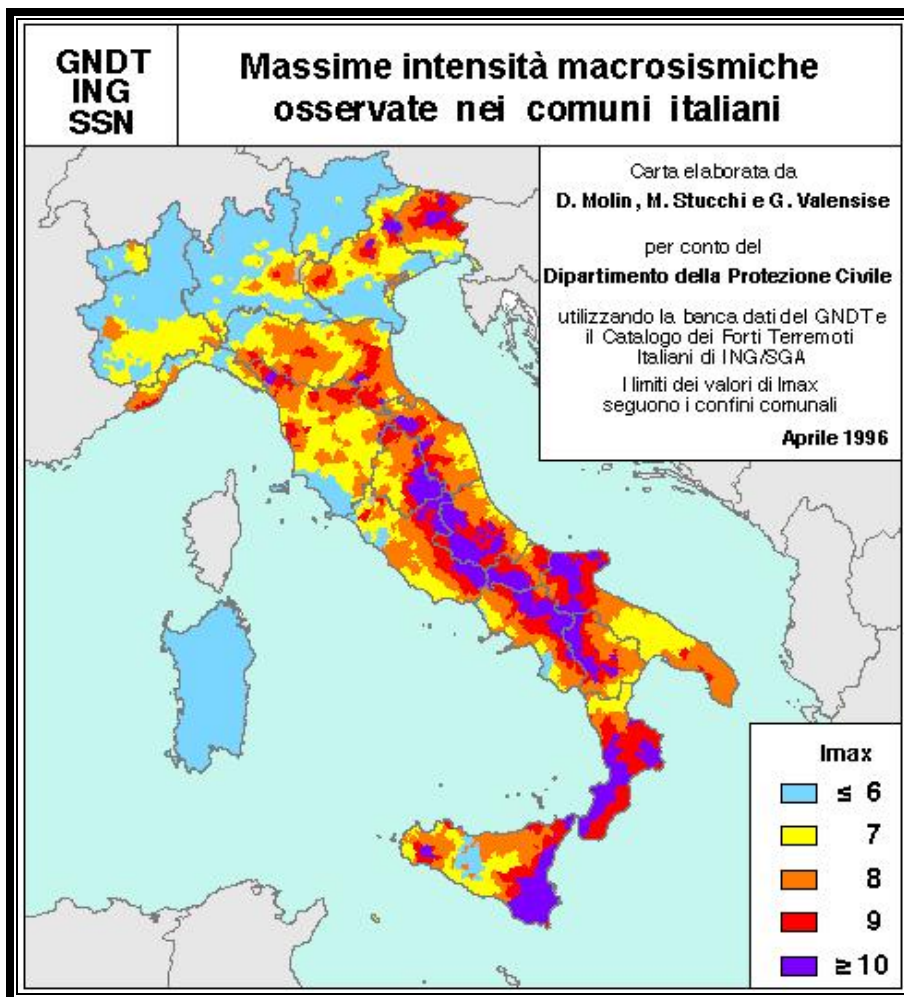 GNDT
ING
SSN
Massime intensità macrosismiche
osservate nei comuni italiani
Carta elaborata da
D. Molin, M. Stucchi e G. Valensise
per conto del
Dipartimento della Protezione Civile
utilizzando la banca dati del GNDT e
il Catalogo dei Forti Terremoti
Italiani di ING/SGA
I limiti dei valori di Imax
seguono i confini comunali
Aprile 1996
Imax
≤ 6
7
8
9
≥ 10